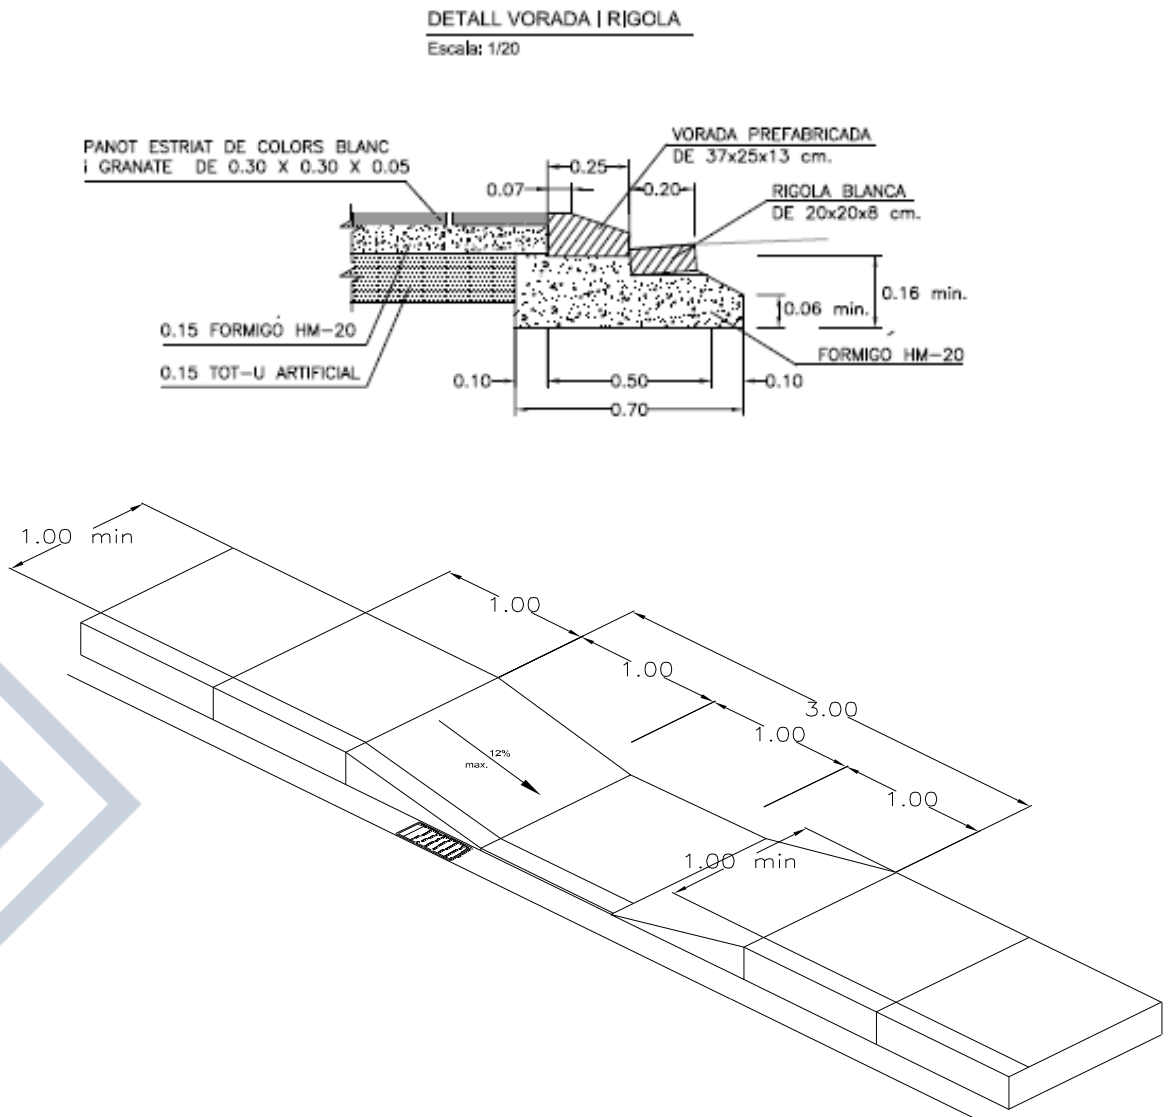 DETALL VORADA I RIGOLA
Escala: 1/20
PANOT ESTRIAT DE COLORS BLANC
i GRANATE DE 0.30 X 0.30 X 0.05
VORADA PREFABRICADA
DE 37x25x13 cm.
0.25
0.07
0.20
RIGOLA BLANCA
DE 20x20x8 cm.
0.16 min.
0.06 min.
0.15 FORMIGÓ HM-20
FORMIGO HM-20
0.15 TOT-U ARTIFICIAL
0.10
0.50
0.10
0.70
1.00 min
1.00
1.00
3.00
1.00
12%
max.
1.00
1.00 min